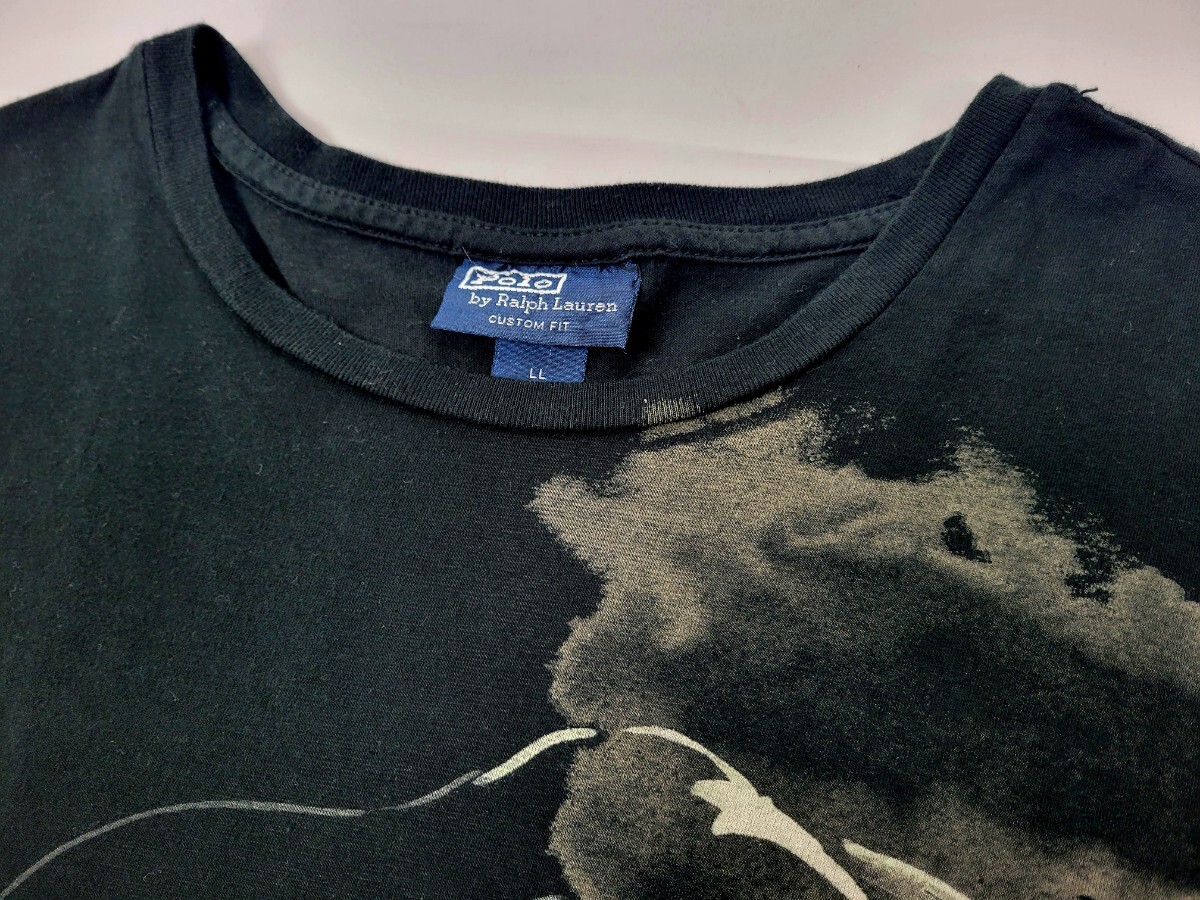 Polo
by Ralph Lauren
CUSTOM FIT
LL